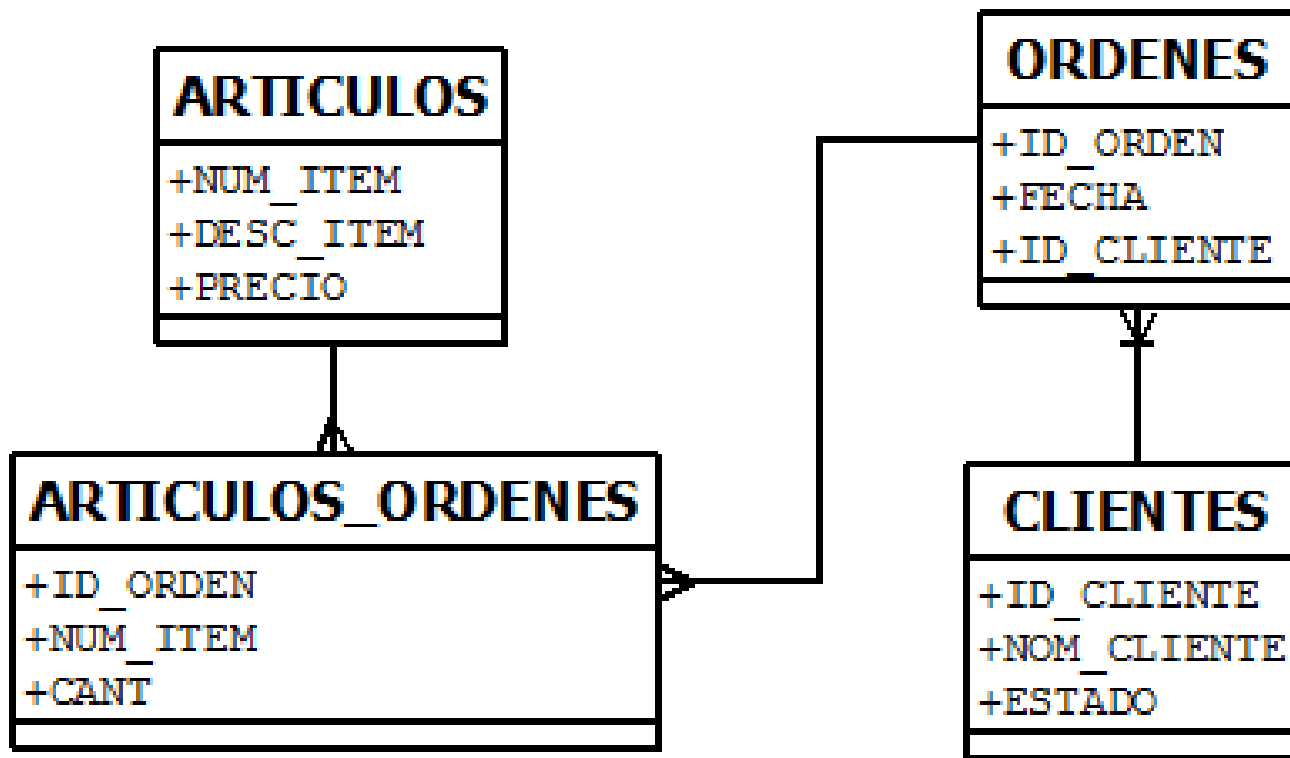 ARTICULOS
+NUM_ITEM
+DESC_ITEM
+PRECIO
ORDENES
+ID_ORDEN
+FECHA
+ID_CLIENTE
ARTICULOS_ORDENES
+ID_ORDEN
+NUM_ITEM
+CANT
CLIENTES
+ID_CLIENTE
+NOM_CLIENTE
+ESTADO